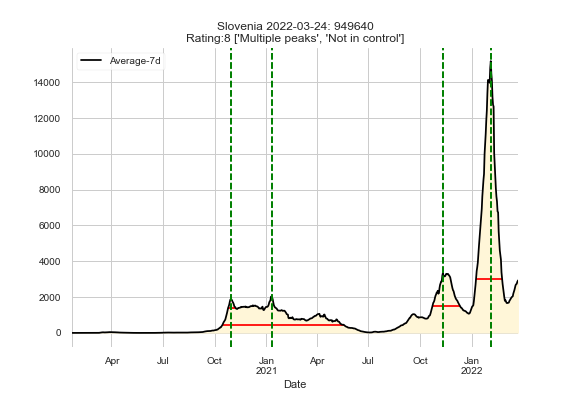 Slovenia 2022-03-24: 949640
Rating:8 ['Multiple peaks', 'Not in control']
Average-7d
14000
12000
10000
8000
6000
4000
2000
0
Apr Jul Oct Jan Apr Jul Oct Jan
2021 2022
Date